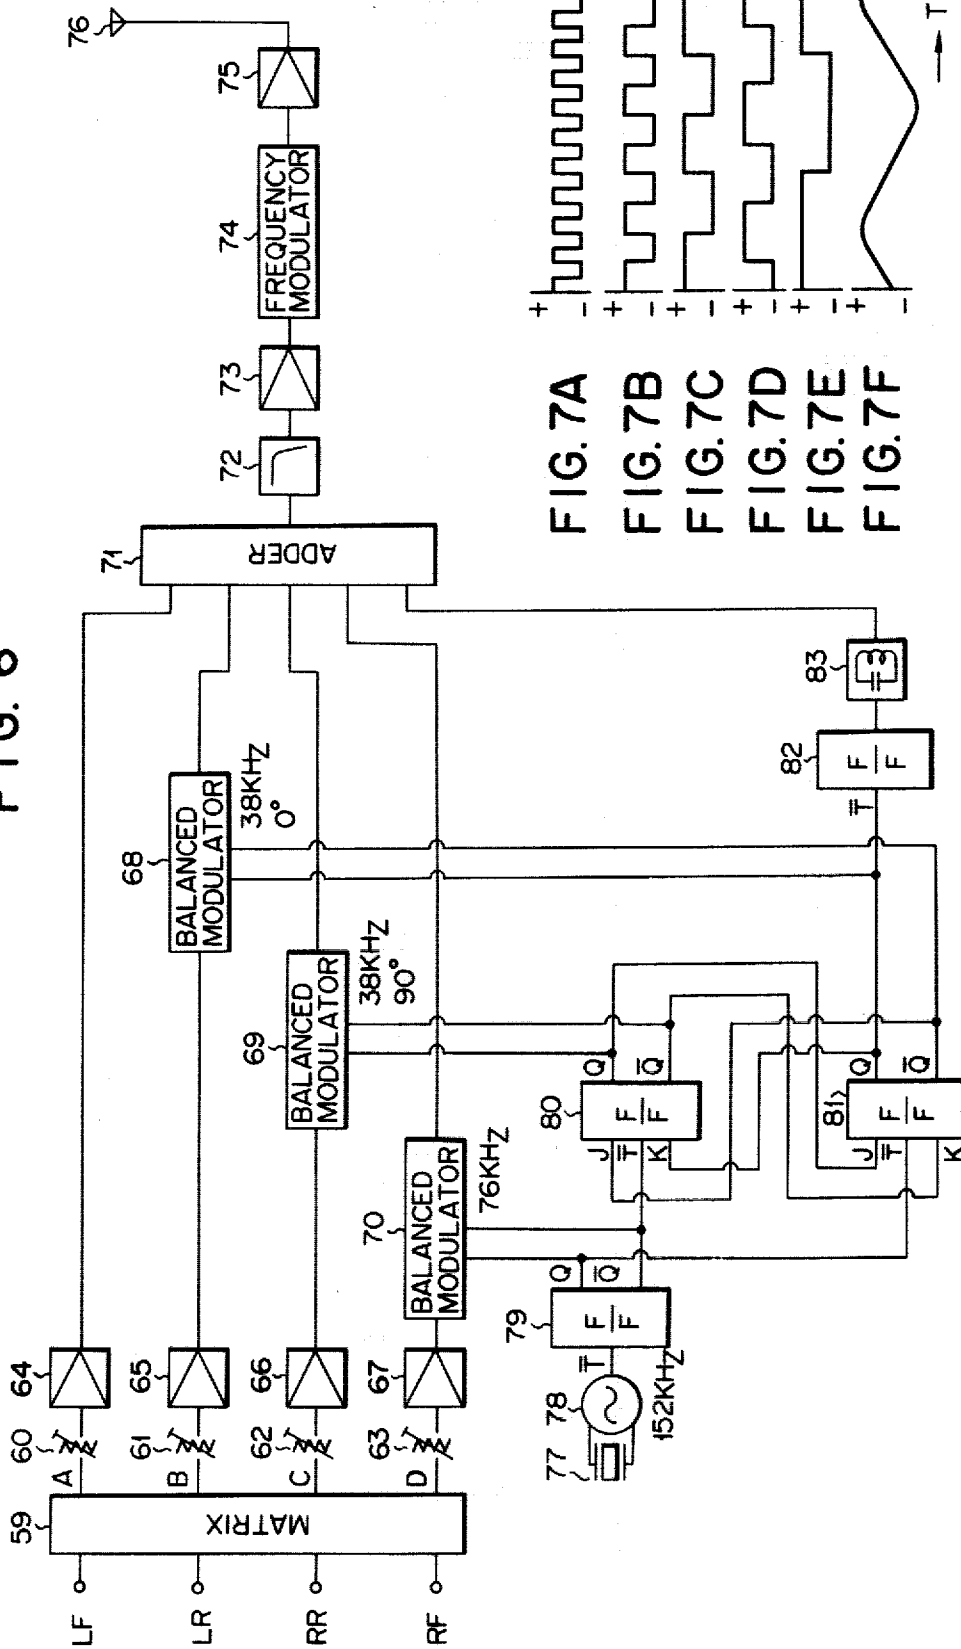 FIG. 6
LF
LR
RR
RF
59
MATRIX
A
B
C
D
60
61
62
63
64
65
66
67
68
BALANCED
MODULATOR
38KHZ
0°
69
BALANCED
MODULATOR
38KHZ
90°
70
BALANCED
MODULATOR
76KHZ
71
ADDER
72
73
74
FREQUENCY
MODULATOR
75
76
77
78
152KHZ
T̅
79
F
F
Q
Q̅
80
J
T̅
K
F
F
Q
Q̅
81
J
T̅
K
F
F
Q
Q̅
82
T̅
F
F
83
FIG. 7A
+
-
FIG. 7B
+
-
FIG. 7C
+
-
FIG. 7D
+
-
FIG. 7E
+
-
FIG. 7F
+
-
T